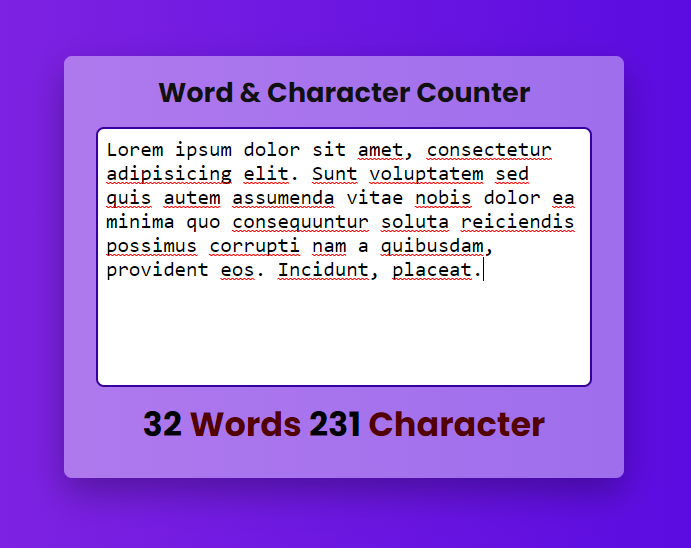 Word & Character Counter
Lorem ipsum dolor sit amet, consectetur
adipisicing elit. Sunt voluptatem sed
quis autem assumenda vitae nobis dolor ea
minima quo consequuntur soluta reiciendis
possimus corrupti nam a quibusdam,
provident eos. Incidunt, placeat.
32 Words 231 Character